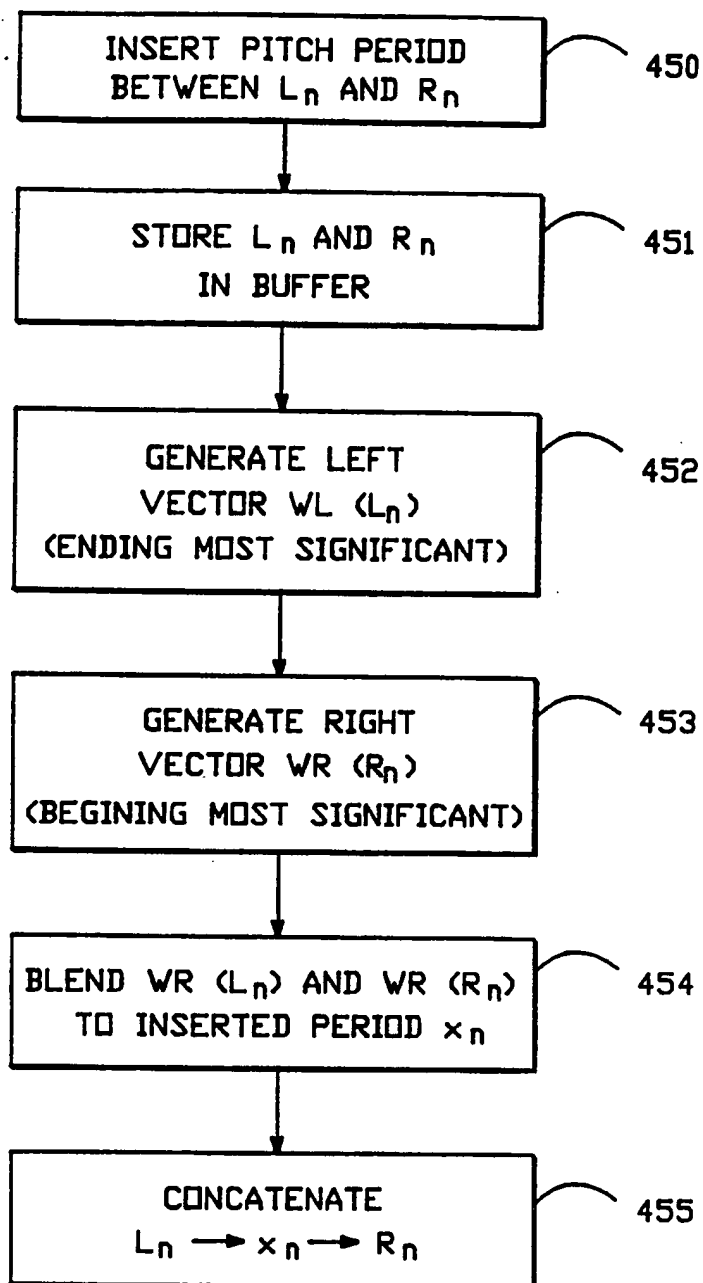 INSERT PITCH PERIOD
BETWEEN Ln AND Rn
450
STORE Ln AND Rn
IN BUFFER
451
GENERATE LEFT
VECTOR WL (Ln)
(ENDING MOST SIGNIFICANT)
452
GENERATE RIGHT
VECTOR WR (Rn)
(BEGINING MOST SIGNIFICANT)
453
BLEND WR (Ln) AND WR (Rn)
TO INSERTED PERIOD xn
454
CONCATENATE
Ln → xn → Rn
455